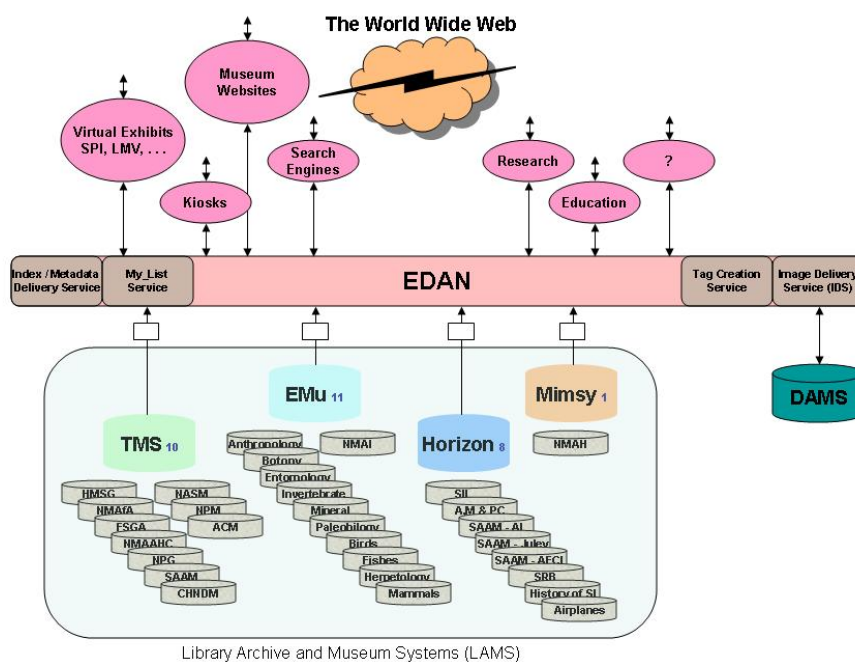 The World Wide Web
Museum
Websites
Virtual Exhibits
SPI, LMV, . . .
Search
Engines
Research
?
Kiosks
Education
Index / Metadata
Delivery Service
My_List
Service
EDAN
Tag Creation
Service
Image Delivery
Service (IDS)
TMS 10
EMu 11
Horizon 8
Mimsy 1
DAMS
HMSG
NMAfA
FSGA
NMAAHC
NPG
SAAM
CHNDM
NASM
NPM
ACM
Anthropology
Botony
Entomology
Invertebrate
Mineral
Paleobilogy
Birds
Fishes
Herpetology
Mammals
NMAI
SIL
A,M & PC
SAAM - AI
SAAM - Juley
SAAM - AFCI
SRB
History of SI
Airplanes
NMAH
Library Archive and Museum Systems (LAMS)